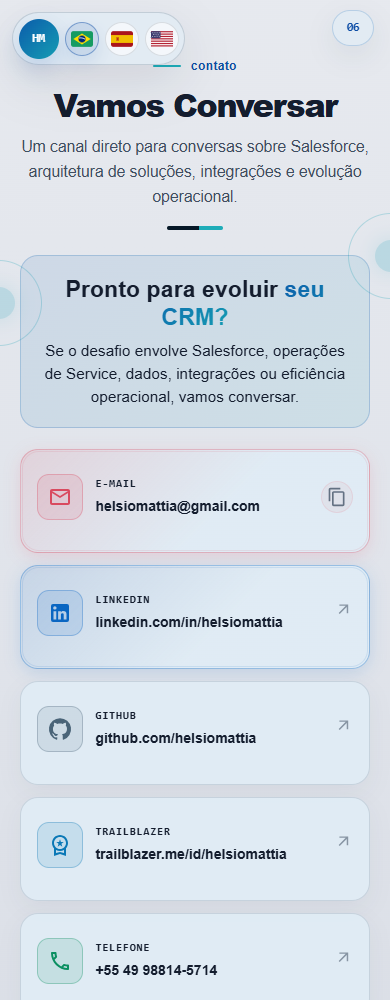 HM
06
contato
Vamos Conversar
Um canal direto para conversas sobre Salesforce,
arquitetura de soluções, integrações e evolução
operacional.
Pronto para evoluir seu
CRM?
Se o desafio envolve Salesforce, operações
de Service, dados, integrações ou eficiência
operacional, vamos conversar.
E-MAIL
helsiomattia@gmail.com
LINKEDIN
linkedin.com/in/helsiomattia
GITHUB
github.com/helsiomattia
TRAILBLAZER
trailblazer.me/id/helsiomattia
TELEFONE
+55 49 98814-5714